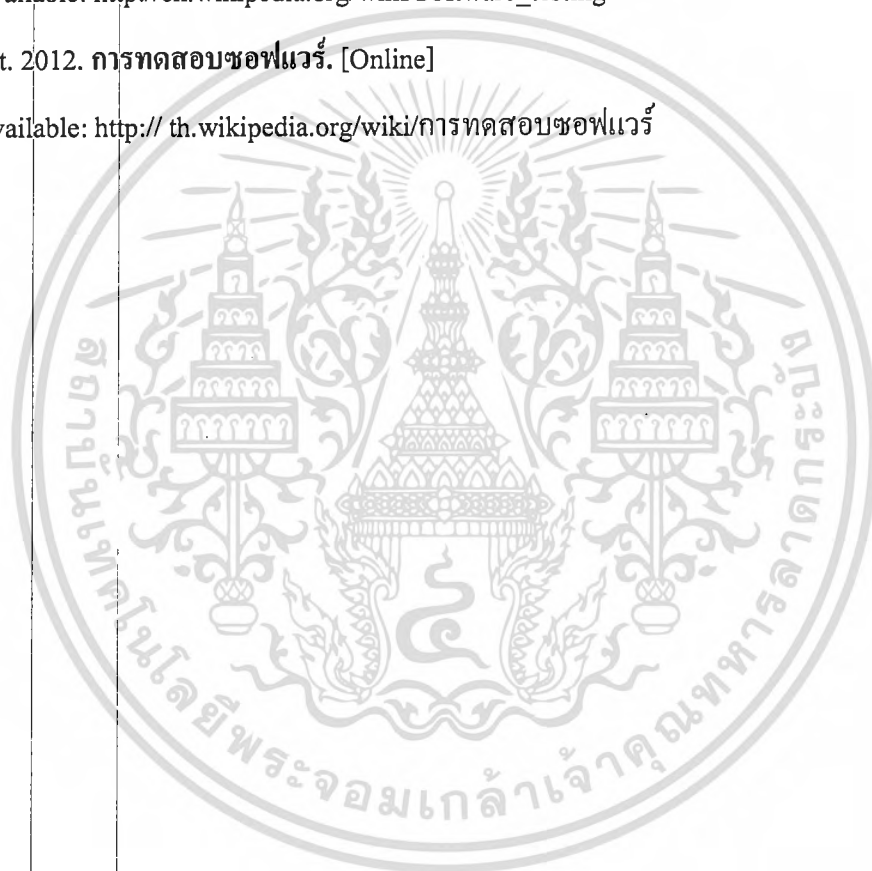 t. 2012. การทดสอบซอฟแวร์. [Online]
vailable: http:// th.wikipedia.org/wiki/การทดสอบซอฟแวร์
สถาบันเทคโนโลยีพระจอมเกล้าเจ้าคุณทหารลาดกระบัง
๔